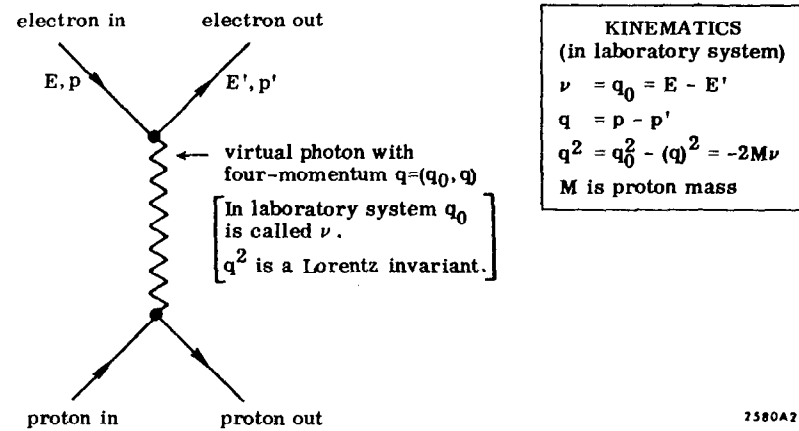 electron in
electron out
E, p
E', p'
virtual photon with
four-momentum q=(q₀, q)
[In laboratory system q₀
is called ν.
q² is a Lorentz invariant.]
proton in
proton out
KINEMATICS
(in laboratory system)
ν = q₀ = E - E'
q = p - p'
q² = q₀² - (q)² = -2Mν
M is proton mass
7580A2